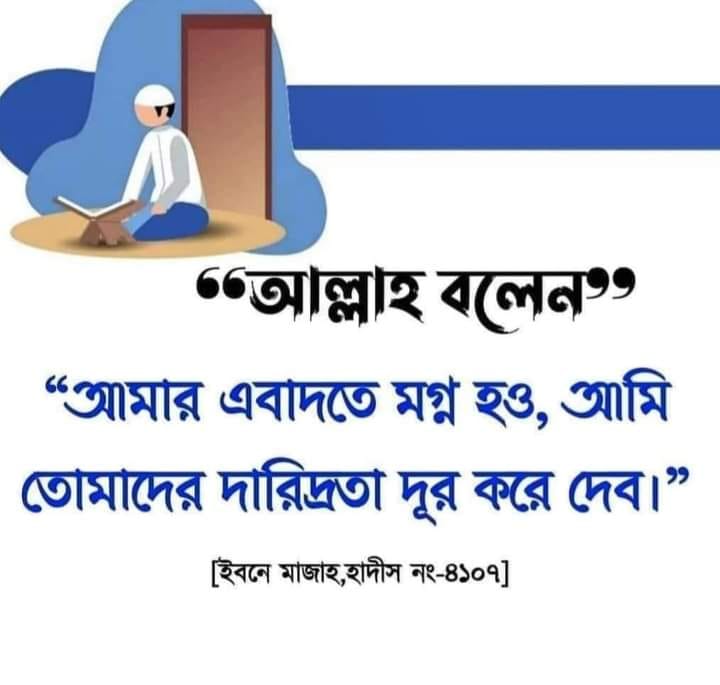 “আল্লাহ বলেন”
“আমার এবাদতে মগ্ন হও, আমি
তোমাদের দারিদ্রতা দূর করে দেব।”
[ইবনে মাজাহ,হাদীস নং-৪১০৭]